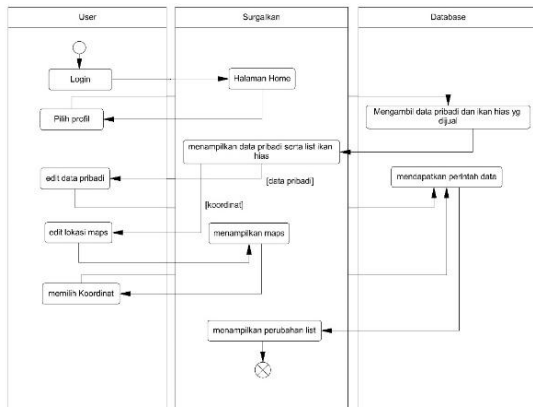 User
Surgalkan
Database
Login
Halaman Home
Pilih profil
Mengambil data pribadi dan ikan hias yg
dijual
menampilkan data pribadi serta list ikan
hias
edit data pribadi
[data pribadi]
mendapatkan perintah data
[koordinat]
edit lokasi maps
menampilkan maps
memilih Koordinat
menampilkan perubahan list